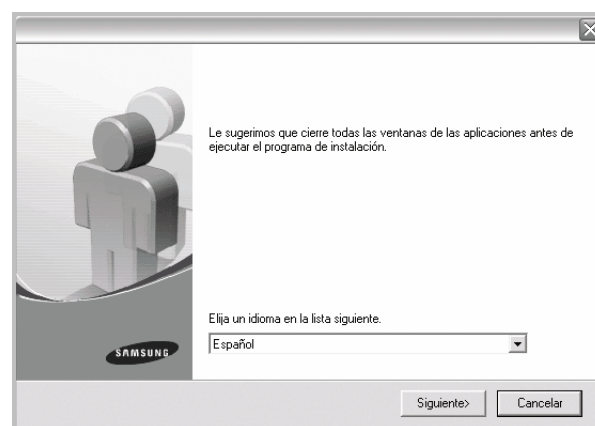 Le sugerimos que cierre todas las ventanas de las aplicaciones antes de
ejecutar el programa de instalación.
Elija un idioma en la lista siguiente.
Español
SAMSUNG
Siguiente>
Cancelar